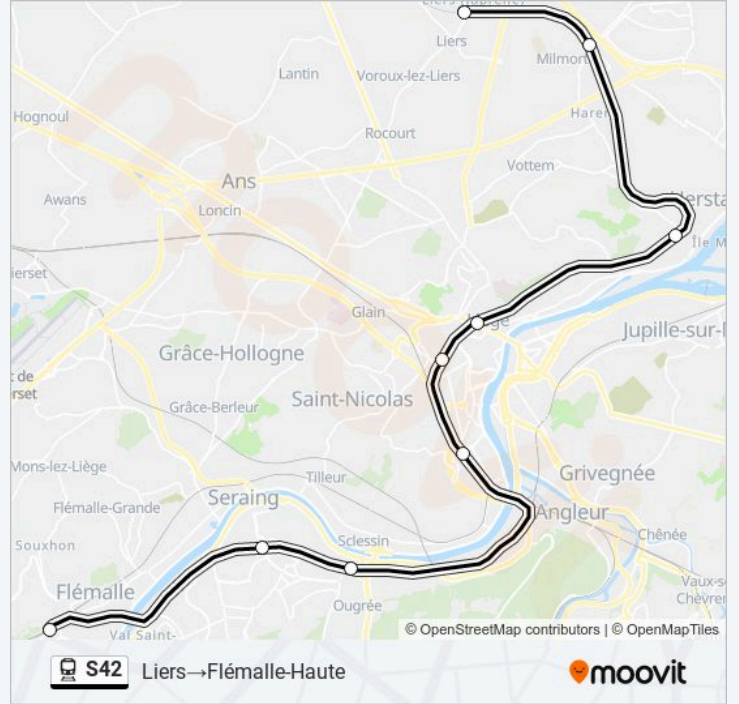 Liers
Milmort
Lantin
Voroux-lez-Liers
Hognoul
Rocourt
Vottem
Ans
Awans
Loncin
Glain
Jupille-sur-
Grâce-Hollogne
Saint-Nicolas
Grâce-Berleur
Mons-lez-Liège
Tilleur
Grivegnée
Seraing
Flémalle-Grande
Angleur
Chênée
Souxhon
Sclessin
Flémalle
Ougrée
Val Saint-
© OpenStreetMap contributors | © OpenMapTiles
S42 Liers→Flémalle-Haute
moovit